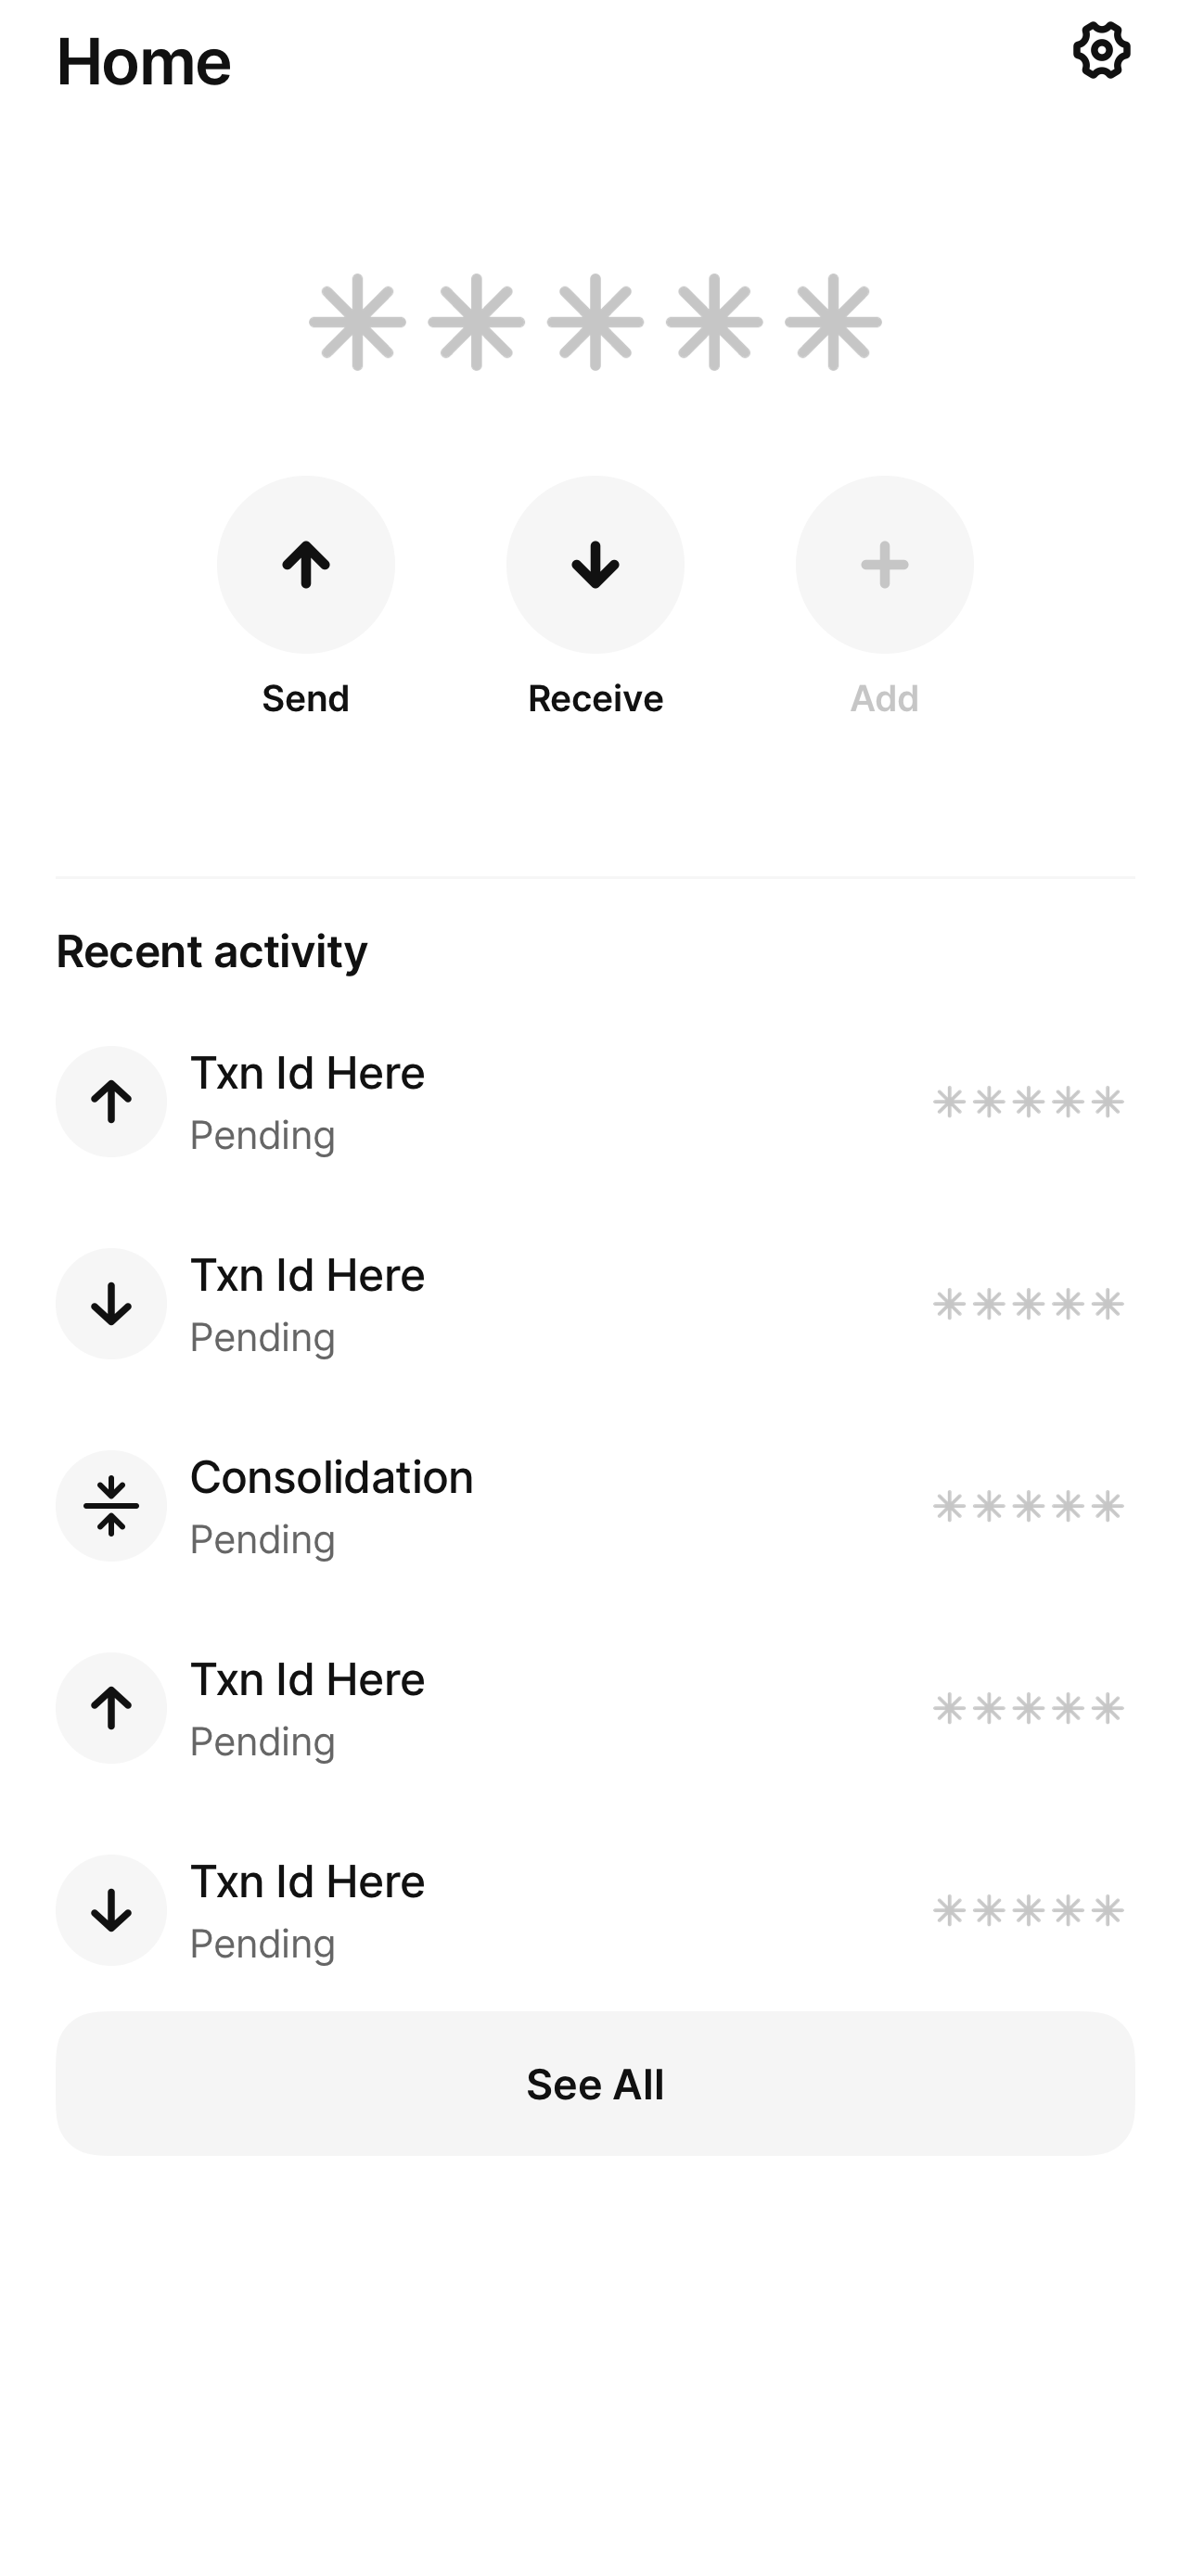 Home
*****
Send
Receive
Add
Recent activity
Txn Id Here
Pending
*****
Txn Id Here
Pending
*****
Consolidation
Pending
*****
Txn Id Here
Pending
*****
Txn Id Here
Pending
*****
See All